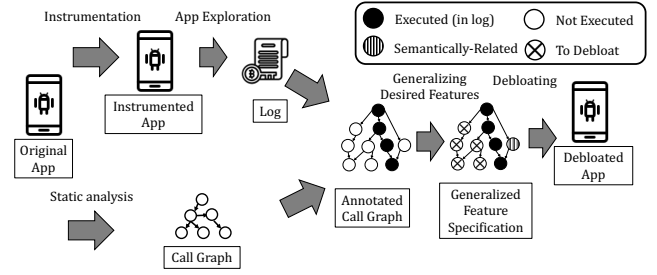 Instrumentation
App Exploration
Executed (in log)
Not Executed
Semantically-Related
To Debloat
Original
App
Instrumented
App
Log
Generalizing
Desired Features
Debloating
Static analysis
Call Graph
Annotated
Call Graph
Generalized
Feature
Specification
Debloated
App